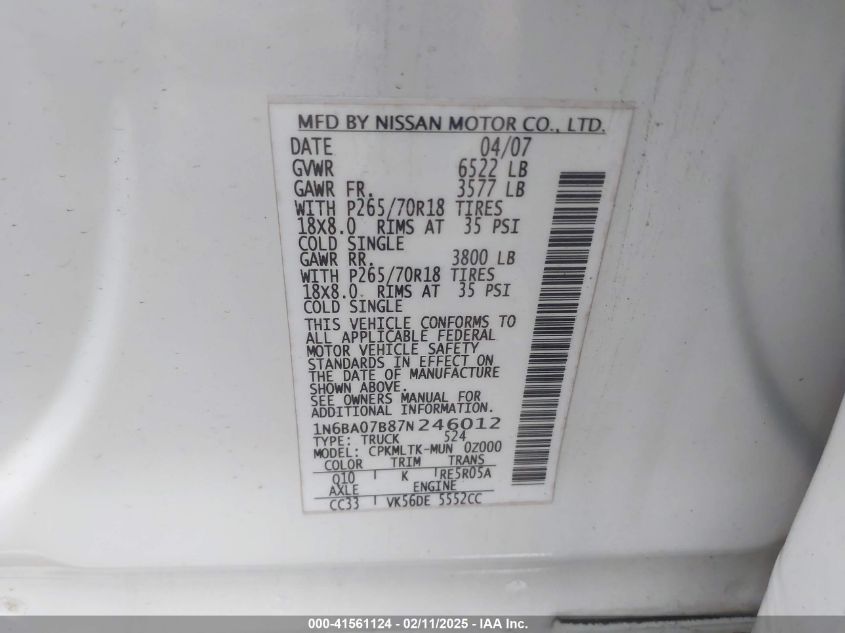 MFD BY NISSAN MOTOR CO., LTD.
DATE 04/07
GVWR 6522 LB
GAWR FR. 3577 LB
WITH P265/70R18 TIRES
18X8.0 RIMS AT 35 PSI
COLD SINGLE
GAWR RR. 3800 LB
WITH P265/70R18 TIRES
18X8.0 RIMS AT 35 PSI
COLD SINGLE
THIS VEHICLE CONFORMS TO
ALL APPLICABLE FEDERAL
MOTOR VEHICLE SAFETY
STANDARDS IN EFFECT ON
THE DATE OF MANUFACTURE
SHOWN ABOVE.
SEE OWNERS MANUAL FOR
ADDITIONAL INFORMATION.
1N6BA07B87N246012
TYPE: TRUCK 524
MODEL: CPKMLTK-MUN 0Z000
COLOR TRIM TRANS
Q10 K RE5R05A
AXLE ENGINE
CC33 VK56DE 5552CC
000-41561124 - 02/11/2025 - IAA Inc.